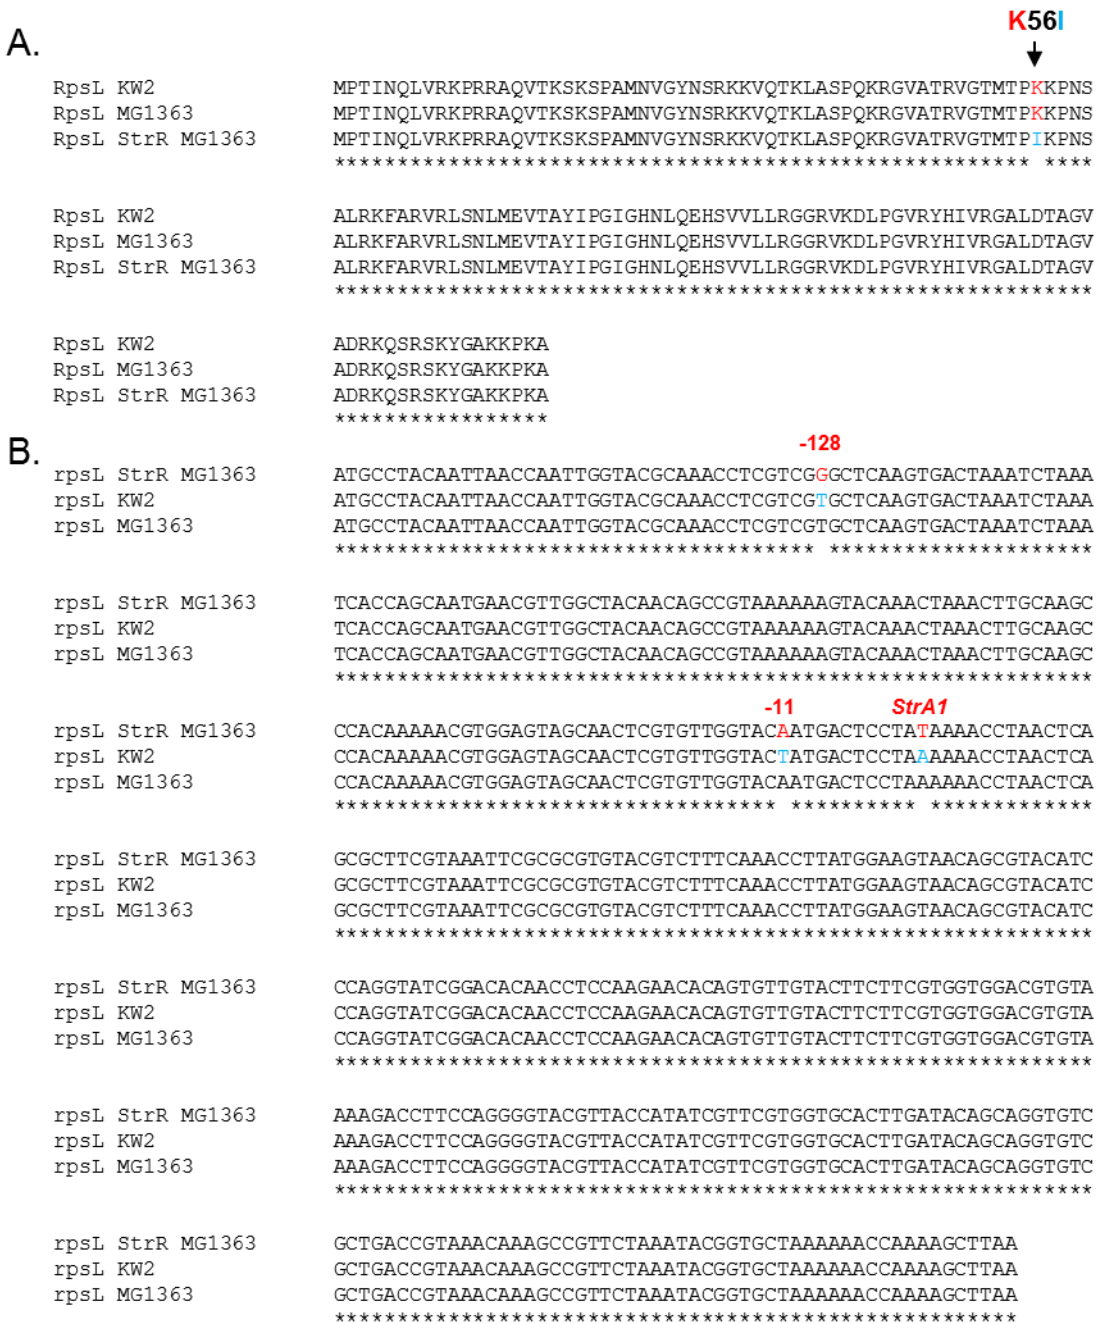 K56I
A.
RpsL KW2 MPTINQLVRKPRRAQVTKSKSPAMNVGYNSRKKVQTKLASPQKRGVATRVGTMTPKKPNS
RpsL MG1363 MPTINQLVRKPRRAQVTKSKSPAMNVGYNSRKKVQTKLASPQKRGVATRVGTMTPKKPNS
RpsL StrR MG1363 MPTINQLVRKPRRAQVTKSKSPAMNVGYNSRKKVQTKLASPQKRGVATRVGTMTPIKPNS
******************************************************* ****
RpsL KW2 ALRKFARVRLSNLMEVTAYIPGIGHNLQEHSVVLLRGGRVKDLPGVRYHIVRGALDTAGV
RpsL MG1363 ALRKFARVRLSNLMEVTAYIPGIGHNLQEHSVVLLRGGRVKDLPGVRYHIVRGALDTAGV
RpsL StrR MG1363 ALRKFARVRLSNLMEVTAYIPGIGHNLQEHSVVLLRGGRVKDLPGVRYHIVRGALDTAGV
************************************************************
RpsL KW2 ADRKQSRSKYGAKKPKA
RpsL MG1363 ADRKQSRSKYGAKKPKA
RpsL StrR MG1363 ADRKQSRSKYGAKKPKA
*****************
B.
-128
rpsL StrR MG1363 ATGCCTACAATTAACCAATTGGTACGCAAACCTCGTCGGGCTCAAGTGACTAAATCTAAA
rpsL KW2 ATGCCTACAATTAACCAATTGGTACGCAAACCTCGTCGTGCTCAAGTGACTAAATCTAAA
rpsL MG1363 ATGCCTACAATTAACCAATTGGTACGCAAACCTCGTCGTGCTCAAGTGACTAAATCTAAA
************************************** *********************
rpsL StrR MG1363 TCACCAGCAATGAACGTTGGCTACAACAGCCGTAAAAAAGTACAAACTAAACTTGCAAGC
rpsL KW2 TCACCAGCAATGAACGTTGGCTACAACAGCCGTAAAAAAGTACAAACTAAACTTGCAAGC
rpsL MG1363 TCACCAGCAATGAACGTTGGCTACAACAGCCGTAAAAAAGTACAAACTAAACTTGCAAGC
************************************************************
-11 StrA1
rpsL StrR MG1363 CCACAAAAACGTGGAGTAGCAACTCGTGTTGGTACAATGACTCCTATAAAACCTAACTCA
rpsL KW2 CCACAAAAACGTGGAGTAGCAACTCGTGTTGGTACTATGACTCCTAAAAAACCTAACTCA
rpsL MG1363 CCACAAAAACGTGGAGTAGCAACTCGTGTTGGTACAATGACTCCTAAAAAACCTAACTCA
*********************************** ********** *************
rpsL StrR MG1363 GCGCTTCGTAAATTCGCGCGTGTACGTCTTTCAAACCTTATGGAAGTAACAGCGTACATC
rpsL KW2 GCGCTTCGTAAATTCGCGCGTGTACGTCTTTCAAACCTTATGGAAGTAACAGCGTACATC
rpsL MG1363 GCGCTTCGTAAATTCGCGCGTGTACGTCTTTCAAACCTTATGGAAGTAACAGCGTACATC
************************************************************
rpsL StrR MG1363 CCAGGTATCGGACACAACCTCCAAGAACACAGTGTTGTACTTCTTCGTGGTGGACGTGTA
rpsL KW2 CCAGGTATCGGACACAACCTCCAAGAACACAGTGTTGTACTTCTTCGTGGTGGACGTGTA
rpsL MG1363 CCAGGTATCGGACACAACCTCCAAGAACACAGTGTTGTACTTCTTCGTGGTGGACGTGTA
************************************************************
rpsL StrR MG1363 AAAGACCTTCCAGGGGTACGTTACCATATCGTTCGTGGTGCACTTGATACAGCAGGTGTC
rpsL KW2 AAAGACCTTCCAGGGGTACGTTACCATATCGTTCGTGGTGCACTTGATACAGCAGGTGTC
rpsL MG1363 AAAGACCTTCCAGGGGTACGTTACCATATCGTTCGTGGTGCACTTGATACAGCAGGTGTC
************************************************************
rpsL StrR MG1363 GCTGACCGTAAACAAAGCCGTTCTAAATACGGTGCTAAAAAACCAAAAGCTTAA
rpsL KW2 GCTGACCGTAAACAAAGCCGTTCTAAATACGGTGCTAAAAAACCAAAAGCTTAA
rpsL MG1363 GCTGACCGTAAACAAAGCCGTTCTAAATACGGTGCTAAAAAACCAAAAGCTTAA
******************************************************